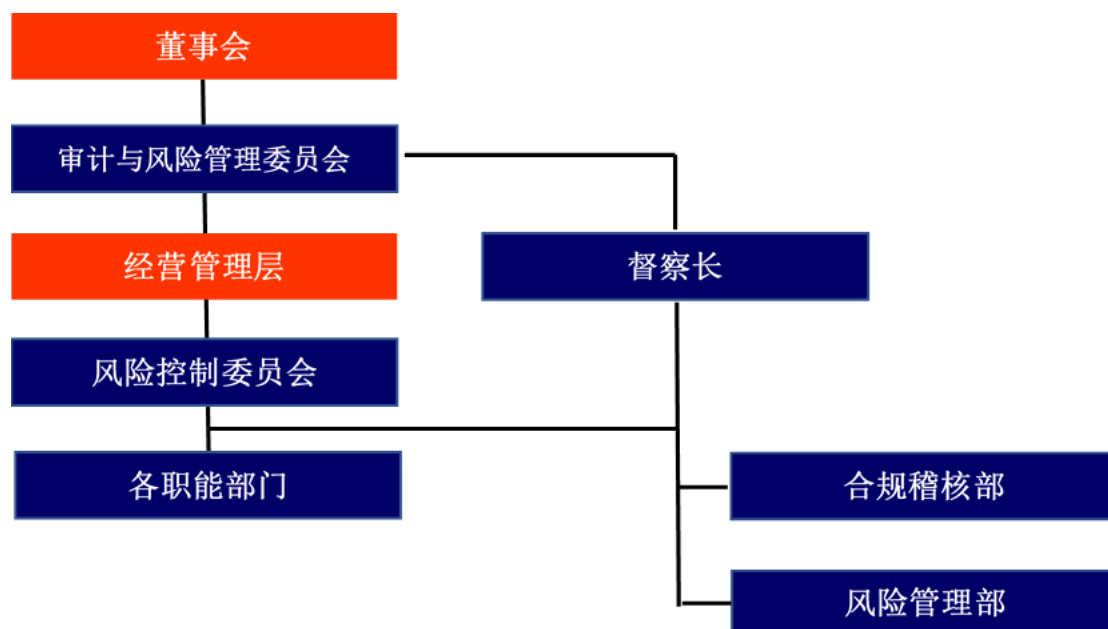 董事会
审计与风险管理委员会
经营管理层
督察长
风险控制委员会
各职能部门
合规稽核部
风险管理部